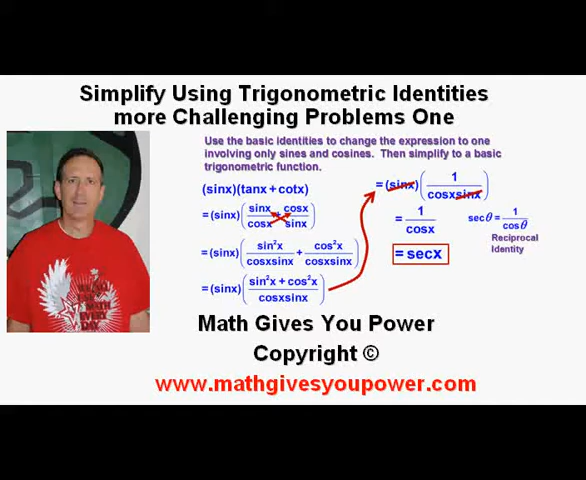 Simplify Using Trigonometric Identities
more Challenging Problems One
Use the basic identities to change the expression to one
involving only sines and cosines. Then simplify to a basic
trigonometric function.
(sinx)(tanx + cotx)
= (sinx)(sinx/cosx + cosx/sinx)
= (sinx)(sin²x/cosxsinx + cos²x/cosxsinx)
= (sinx)(sin²x + cos²x/cosxsinx)
= (sinx)(1/cosxsinx)
= 1/cosx
secθ = 1/cosθ
Reciprocal
Identity
= secx
MATH
EVERY
DAY
Math Gives You Power
Copyright ©
www.mathgivesyoupower.com